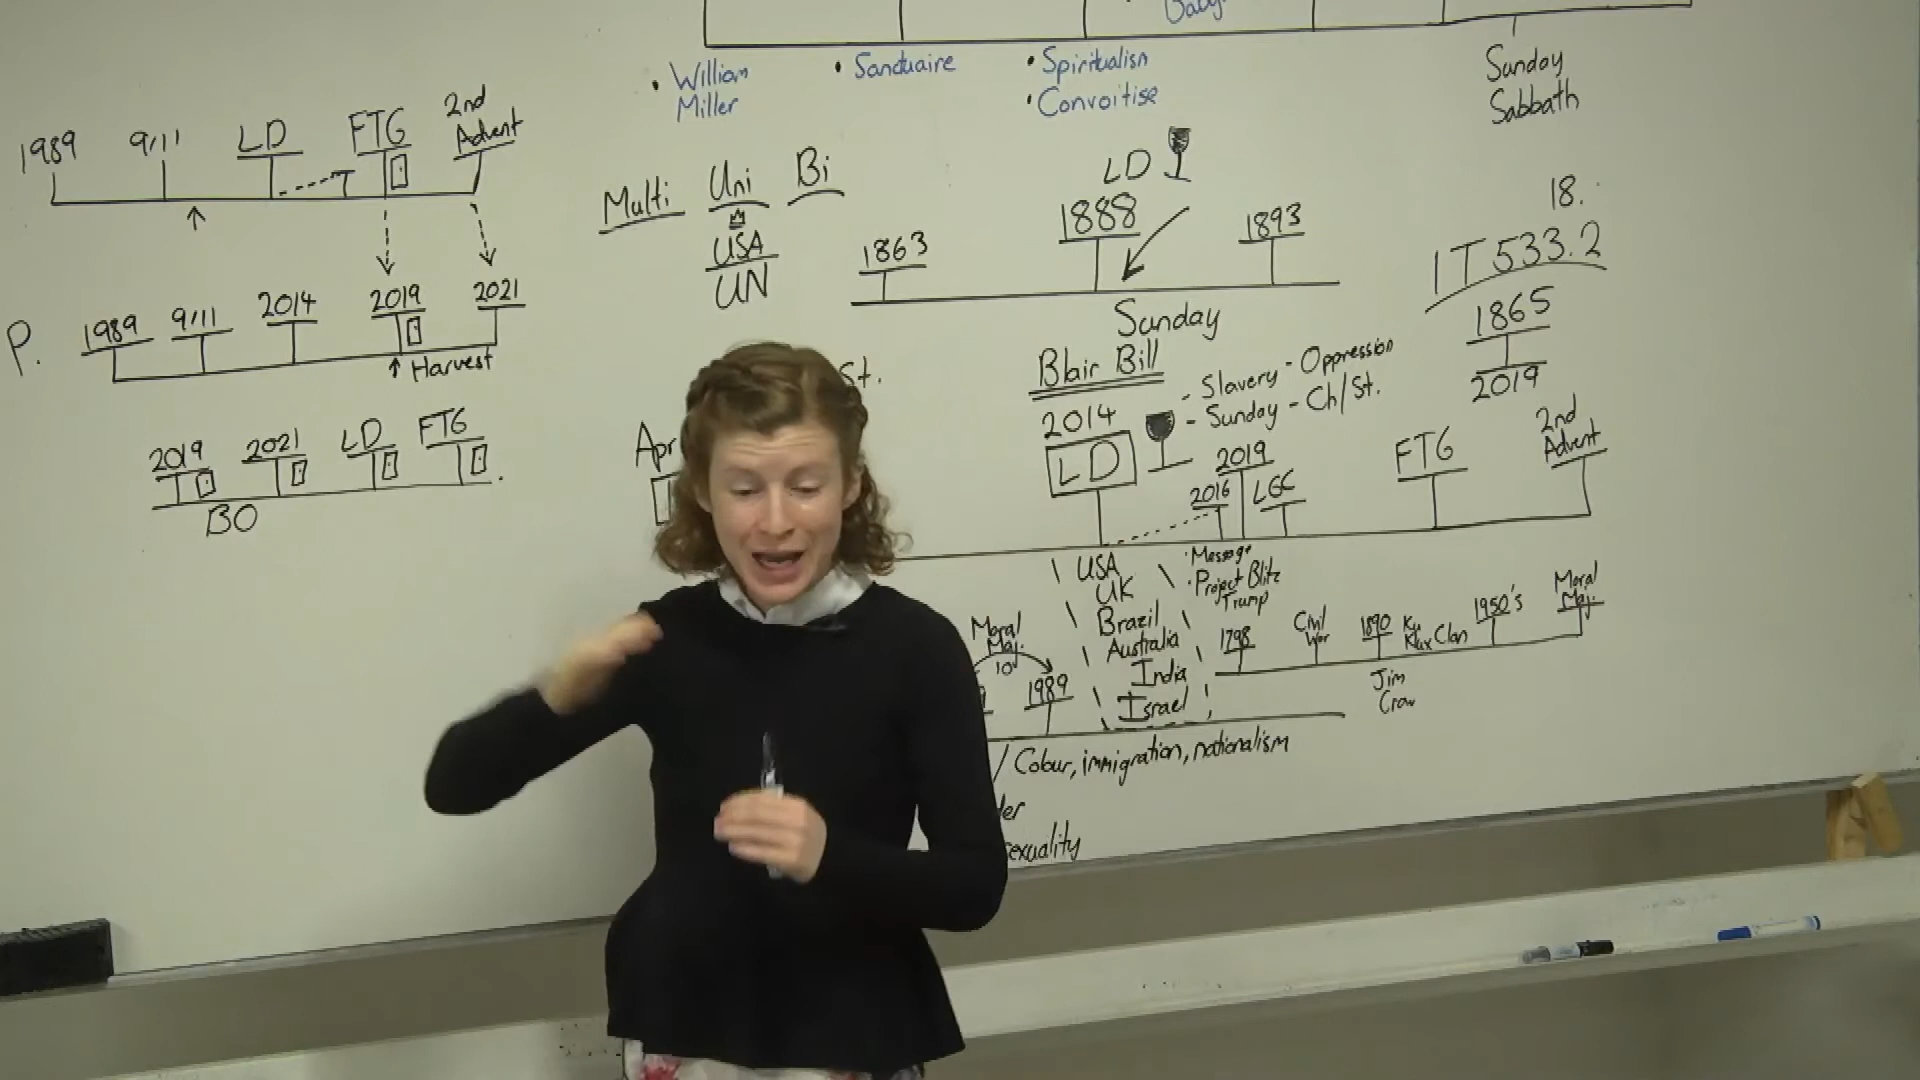 • William
Miller
• Sanctuaire
• Spiritualism
• Convoitise
Sunday
Sabbath
1989
9/11
LD
FTG
2nd
Advent
P.
1989
9/11
2014
2019
2021
↑ Harvest
2019
2021
LD
FTG
BO
Multi
Uni
Bi
USA
UN
LD
1863
1888
1893
Sunday
18.
1T 533.2
1865
2019
St.
Blair Bill
- Slavery - Oppression
- Sunday - Ch/St.
2014
LD
2019
2016
LGC
FTG
2nd
Advent
USA
UK
Brazil
Australia
India
Israel
• Message
• Project Blitz
Trump
Moral
Maj.
10
1989
1798
Civil
War
1890
Ku
Klux Clan
1950's
Moral
Maj.
Jim
Crow
/ Colour, immigration, nationalism